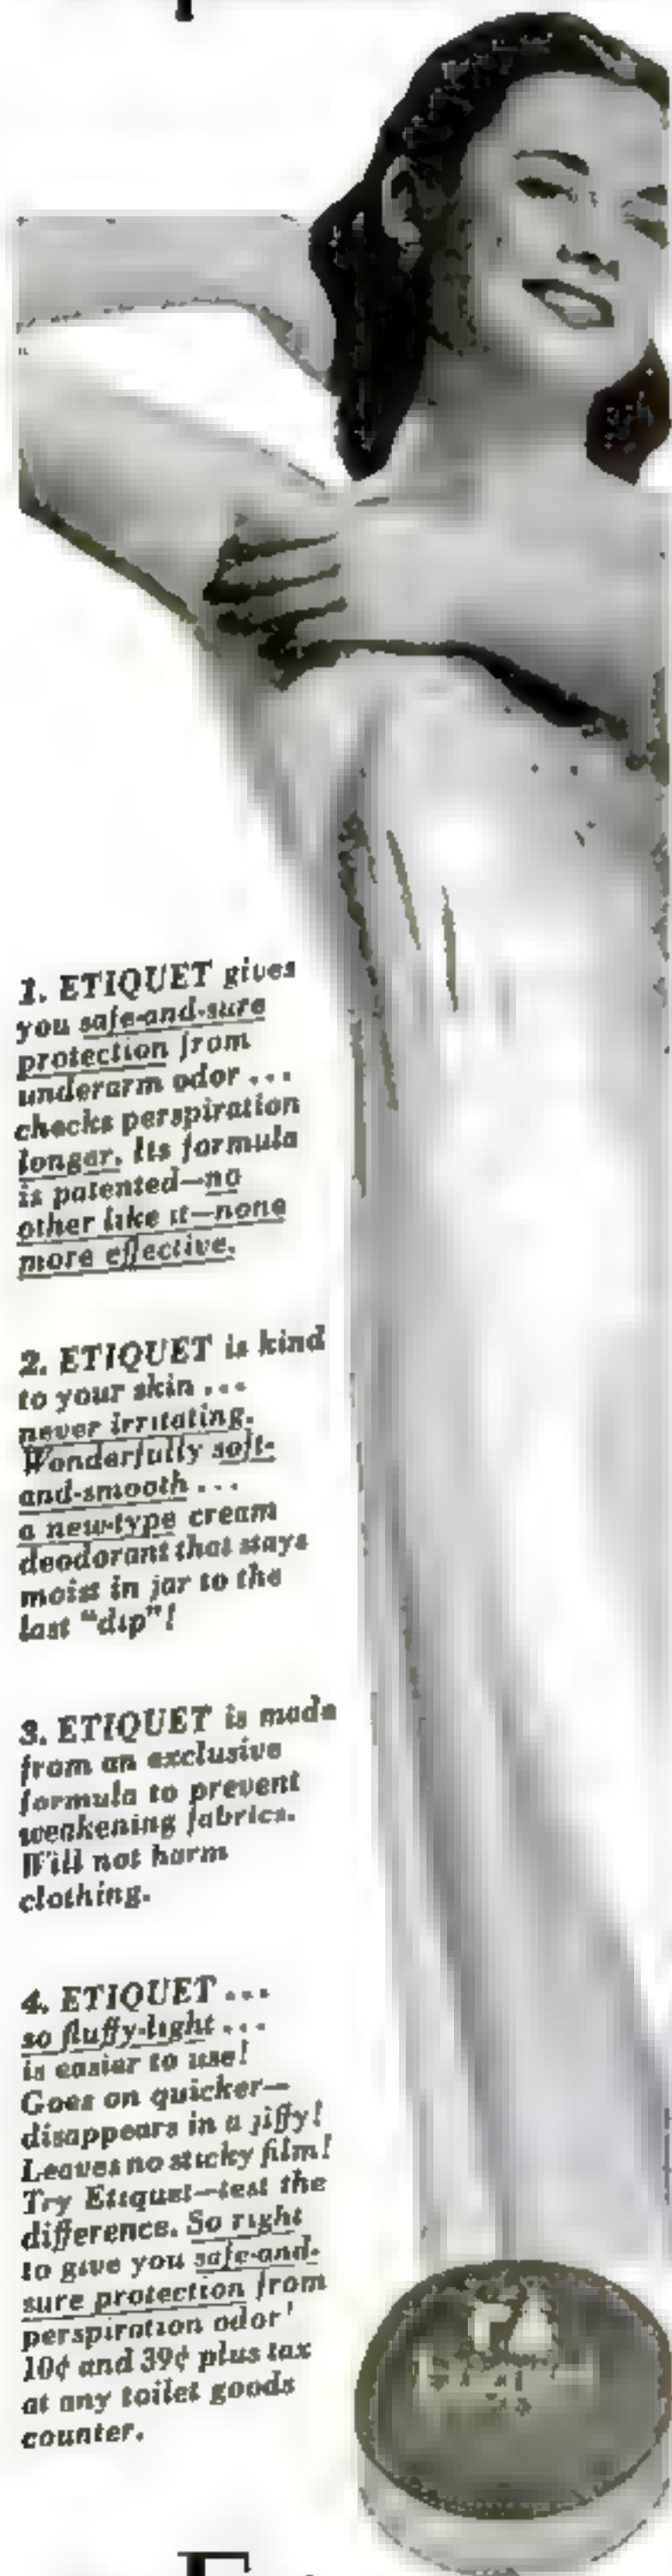 1. ETIQUET gives
you safe-and-sure
protection from
underarm odor ...
checks perspiration
longer. Its formula
is patented—no
other like it—none
more effective.
2. ETIQUET is kind
to your skin ...
never irritating.
Wonderfully soft-
and-smooth ...
a new-type cream
deodorant that stays
moist in jar to the
last "dip"!
3. ETIQUET is made
from an exclusive
formula to prevent
weakening fabrics.
Will not harm
clothing.
4. ETIQUET ...
so fluffy-light ...
is easier to use!
Goes on quicker—
disappears in a jiffy!
Leaves no sticky film!
Try Etiquet—test the
difference. So right
to give you safe-and-
sure protection from
perspiration odor!
10¢ and 39¢ plus tax
at any toilet goods
counter.